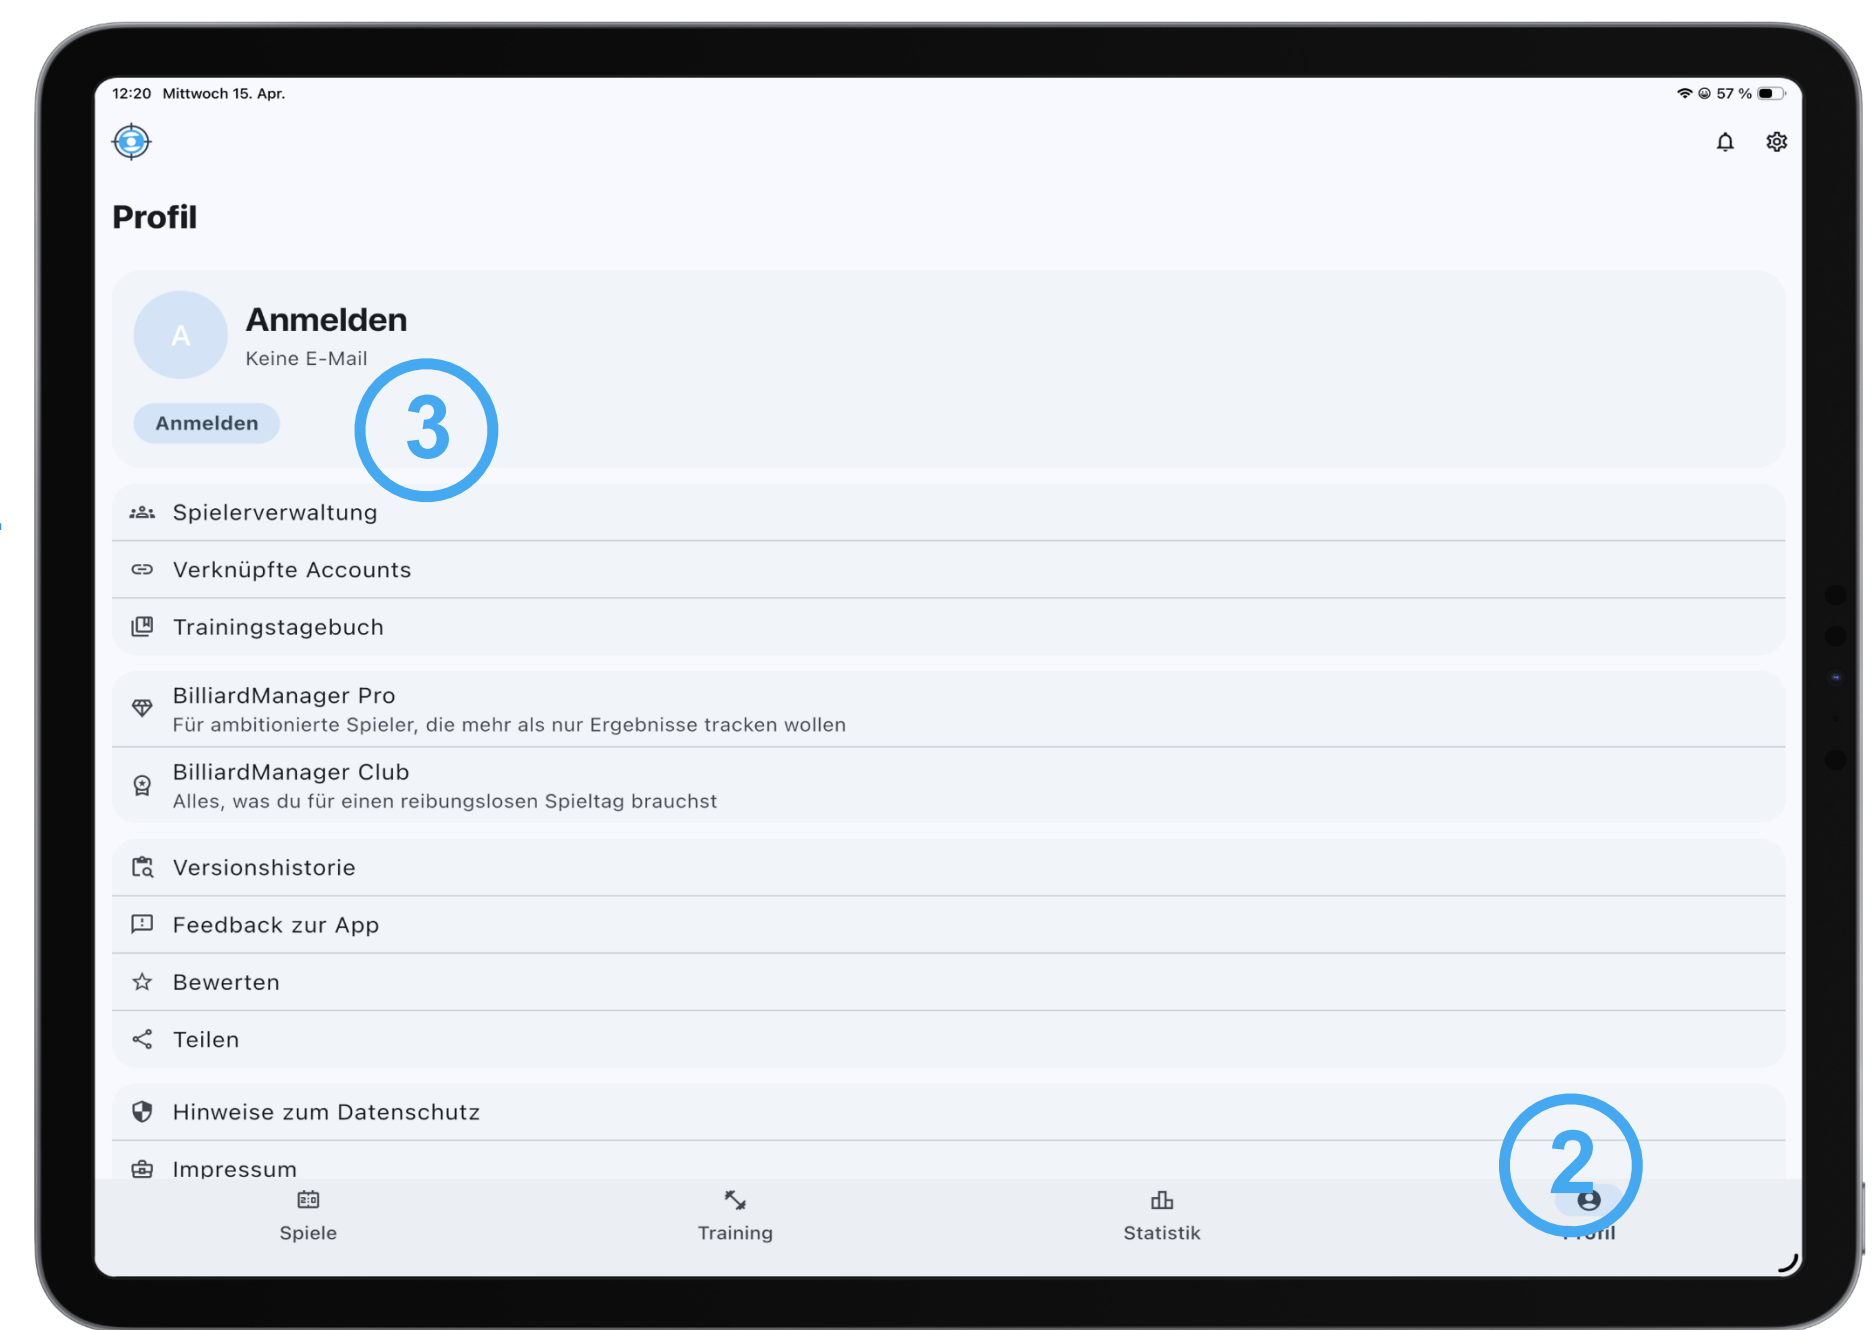 12:20 Mittwoch 15. Apr.
57 %
Profil
A
Anmelden
Keine E-Mail
Anmelden
3
Spielerverwaltung
Verknüpfte Accounts
Trainingstagebuch
BilliardManager Pro
Für ambitionierte Spieler, die mehr als nur Ergebnisse tracken wollen
BilliardManager Club
Alles, was du für einen reibungslosen Spieltag brauchst
Versionshistorie
Feedback zur App
Bewerten
Teilen
Hinweise zum Datenschutz
Impressum
2
Spiele
Training
Statistik
Profil